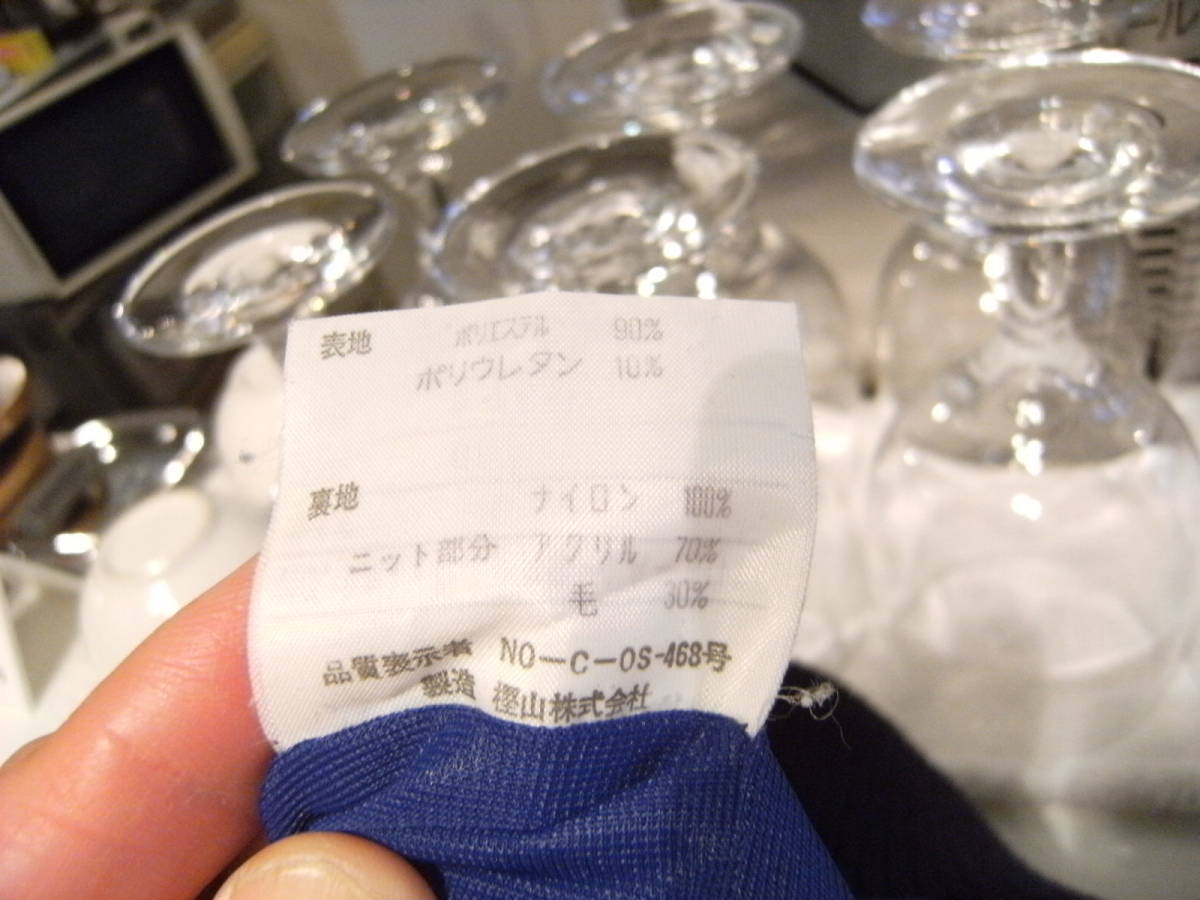 表地 ポリエステル 90%
ポリウレタン 10%
裏地 ナイロン 100%
ニット部分 アクリル 70%
毛 30%
品質表示者 NO-C-OS-468号
製造 樫山株式会社
ール